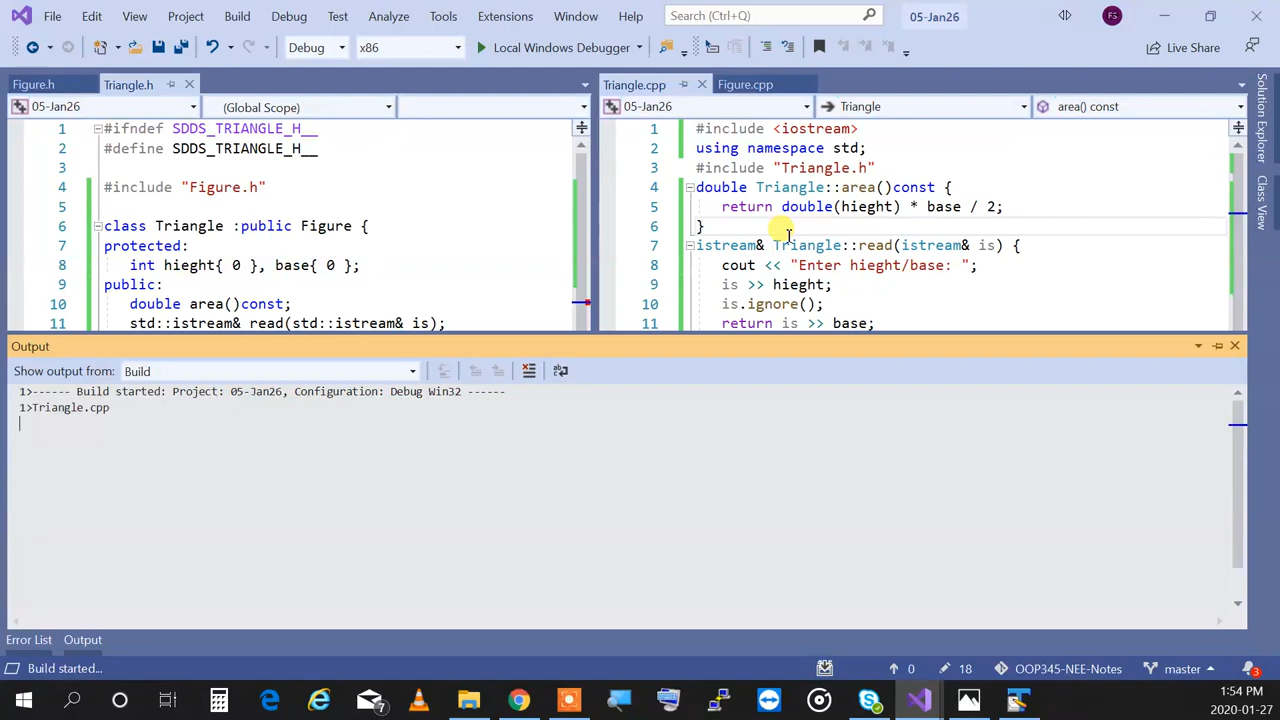 File Edit View Project Build Debug Test Analyze Tools Extensions Window Help Search (Ctrl+Q) 05-Jan26 FS
Debug x86 Local Windows Debugger Live Share
Figure.h Triangle.h
05-Jan26 (Global Scope)
1 #ifndef SDDS_TRIANGLE_H__
2 #define SDDS_TRIANGLE_H__
3
4 #include "Figure.h"
5
6 class Triangle :public Figure {
7 protected:
8 int hieght{ 0 }, base{ 0 };
9 public:
10 double area()const;
11 std::istream& read(std::istream& is);
Triangle.cpp Figure.cpp
05-Jan26 Triangle area() const
1 #include <iostream>
2 using namespace std;
3 #include "Triangle.h"
4 double Triangle::area()const {
5 return double(hieght) * base / 2;
6 }
7 istream& Triangle::read(istream& is) {
8 cout << "Enter hieght/base: ";
9 is >> hieght;
10 is.ignore();
11 return is >> base;
Solution Explorer
Class View
Output
Show output from: Build
1>------ Build started: Project: 05-Jan26, Configuration: Debug Win32 ------
1>Triangle.cpp
Error List Output
Build started... 0 18 OOP345-NEE-Notes master 3
7
1:54 PM
2020-01-27